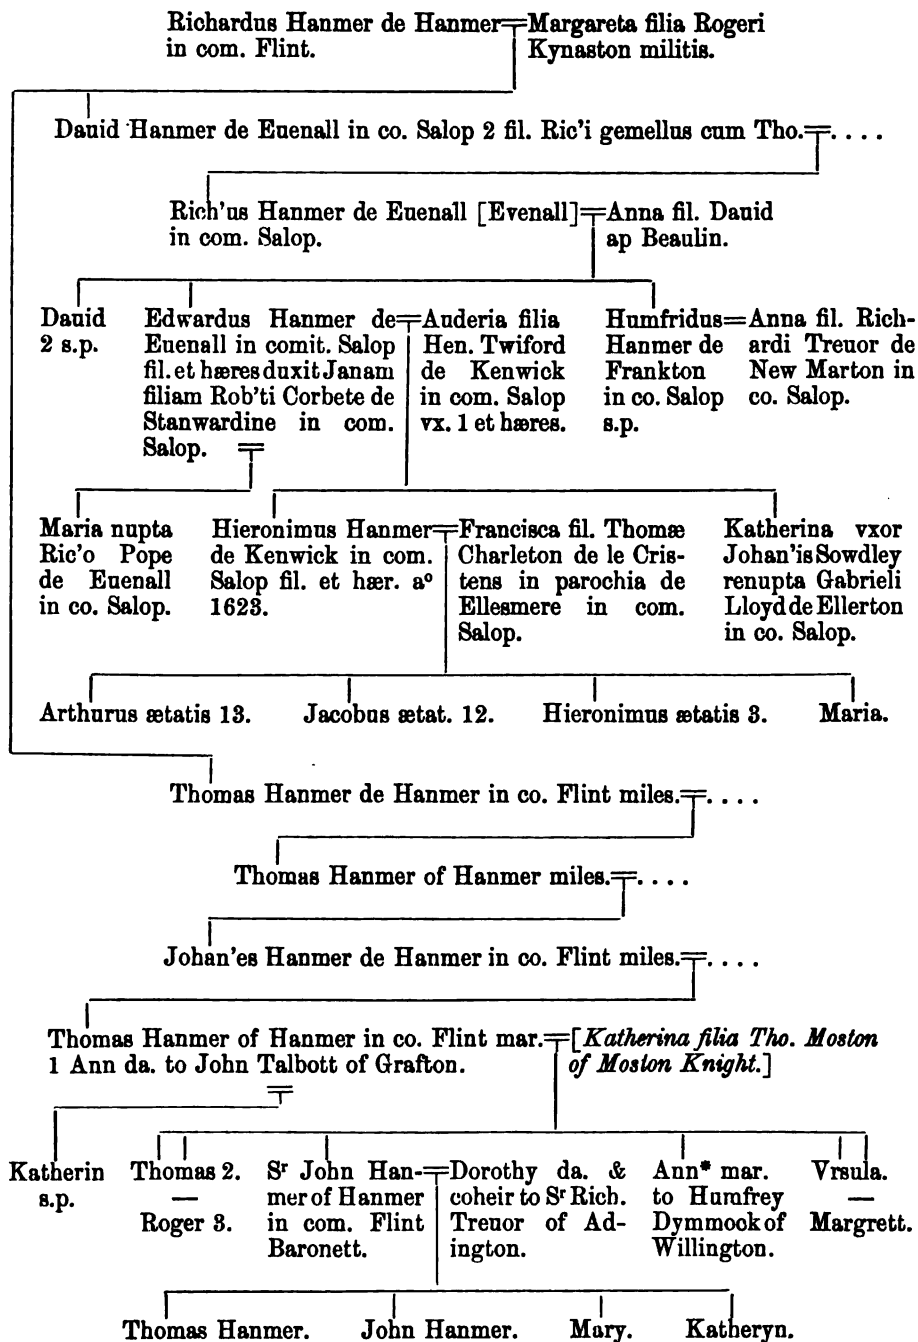 Richardus Hanmer de Hanmer=Margareta filia Rogeri
in com. Flint. Kynaston militis.
Dauid Hanmer de Euenall in co. Salop 2 fil. Ric'i gemellus cum Tho.=. . . .
Rich'us Hanmer de Euenall [Evenall]=Anna fil. Dauid
in com. Salop. ap Beaulin.
Dauid
2 s.p.
Edwardus Hanmer de=
Euenall in comit. Salop
fil. et hæres duxit Janam
filiam Rob'ti Corbete de
Stanwardine in com.
Salop. =
Auderia filia
Hen. Twiford
de Kenwick
in com. Salop
vx. 1 et hæres.
Humfridus=
Hanmer de
Frankton
in co. Salop
s.p.
Anna fil. Rich-
ardi Treuor de
New Marton in
co. Salop.
Maria nupta
Ric'o Pope
de Euenall
in co. Salop.
Hieronimus Hanmer=
de Kenwick in com.
Salop fil. et hær. aº
1623.
Francisca fil. Thomæ
Charleton de le Cris-
tens in parochia de
Ellesmere in com.
Salop.
Katherina vxor
Johan'is Sowdley
renupta Gabrieli
Lloyd de Ellerton
in co. Salop.
Arthurus ætatis 13. Jacobus ætat. 12. Hieronimus ætatis 3. Maria.
Thomas Hanmer de Hanmer in co. Flint miles.=. . . .
Thomas Hanmer of Hanmer miles.=. . . .
Johan'es Hanmer de Hanmer in co. Flint miles.=. . . .
Thomas Hanmer of Hanmer in co. Flint mar.=[Katherina filia Tho. Moston
1 Ann da. to John Talbott of Grafton. of Moston Knight.]
=
Katherin
s.p.
Thomas 2.
—
Roger 3.
Sʳ John Han-=
mer of Hanmer
in com. Flint
Baronett.
Dorothy da. &
coheir to Sʳ Rich.
Treuor of Ad-
ington.
Ann* mar.
to Humfrey
Dymmock of
Willington.
Vrsula.
—
Margrett.
Thomas Hanmer. John Hanmer. Mary. Katheryn.